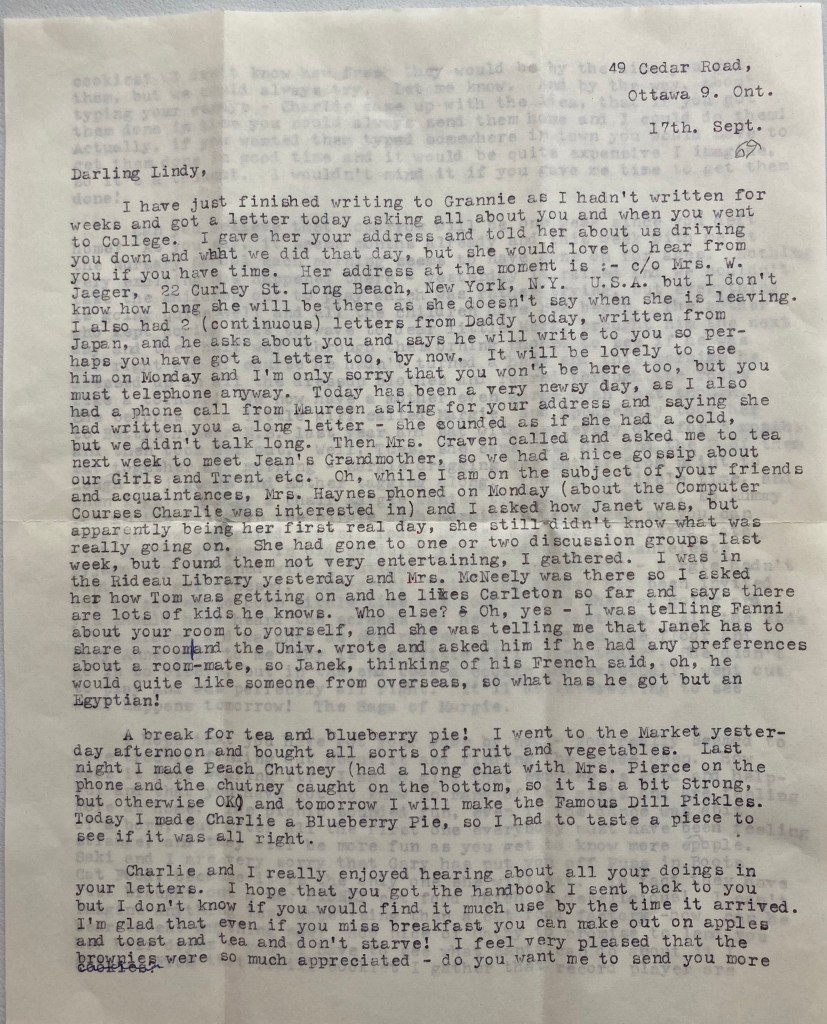 49 Cedar Road,
Ottawa 9. Ont.
17th. Sept.
69
Darling Lindy,
I have just finished writing to Grannie as I hadn't written for
weeks and got a letter today asking all about you and when you went
to College. I gave her your address and told her about us driving
you down and what we did that day, but she would love to hear from
you if you have time. Her address at the moment is :- c/o Mrs. W.
Jaeger, 22 Curley St. Long Beach, New York, N.Y. U.S.A. but I don't
know how long she will be there as she doesn't say when she is leaving.
I also had 2 (continuous) letters from Daddy today, written from
Japan, and he asks about you and says he will write to you so per-
haps you have got a letter too, by now. It will be lovely to see
him on Monday and I'm only sorry that you won't be here too, but you
must telephone anyway. Today has been a very newsy day, as I also
had a phone call from Maureen asking for your address and saying she
had written you a long letter - she sounded as if she had a cold,
but we didn't talk long. Then Mrs. Craven called and asked me to tea
next week to meet Jean's Grandmother, so we had a nice gossip about
our Girls and Trent etc. Oh, while I am on the subject of your friends
and acquaintances, Mrs. Haynes phoned on Monday (about the Computer
Courses Charlie was interested in) and I asked how Janet was, but
apparently being her first real day, she still didn't know what was
really going on. She had gone to one or two discussion groups last
week, but found them not very entertaining, I gathered. I was in
the Rideau Library yesterday and Mrs. McNeely was there so I asked
her how Tom was getting on and he likes Carleton so far and says there
are lots of kids he knows. Who else? Oh, yes - I was telling Fanni
about your room to yourself, and she was telling me that Janek has to
share a room and the Univ. wrote and asked him if he had any preferences
about a room-mate, so Janek, thinking of his French said, oh, he
would quite like someone from overseas, so what has he got but an
Egyptian!
A break for tea and blueberry pie! I went to the Market yester-
day afternoon and bought all sorts of fruit and vegetables. Last
night I made Peach Chutney (had a long chat with Mrs. Pierce on the
phone and the chutney caught on the bottom, so it is a bit Strong,
but otherwise OK) and tomorrow I will make the Famous Dill Pickles.
Today I made Charlie a Blueberry Pie, so I had to taste a piece to
see if it was all right.
Charlie and I really enjoyed hearing about all your doings in
your letters. I hope that you got the handbook I sent back to you
but I don't know if you would find it much use by the time it arrived.
I'm glad that even if you miss breakfast you can make out on apples
and toast and tea and don't starve! I feel very pleased that the
brownies were so much appreciated - do you want me to send you more
cookies?